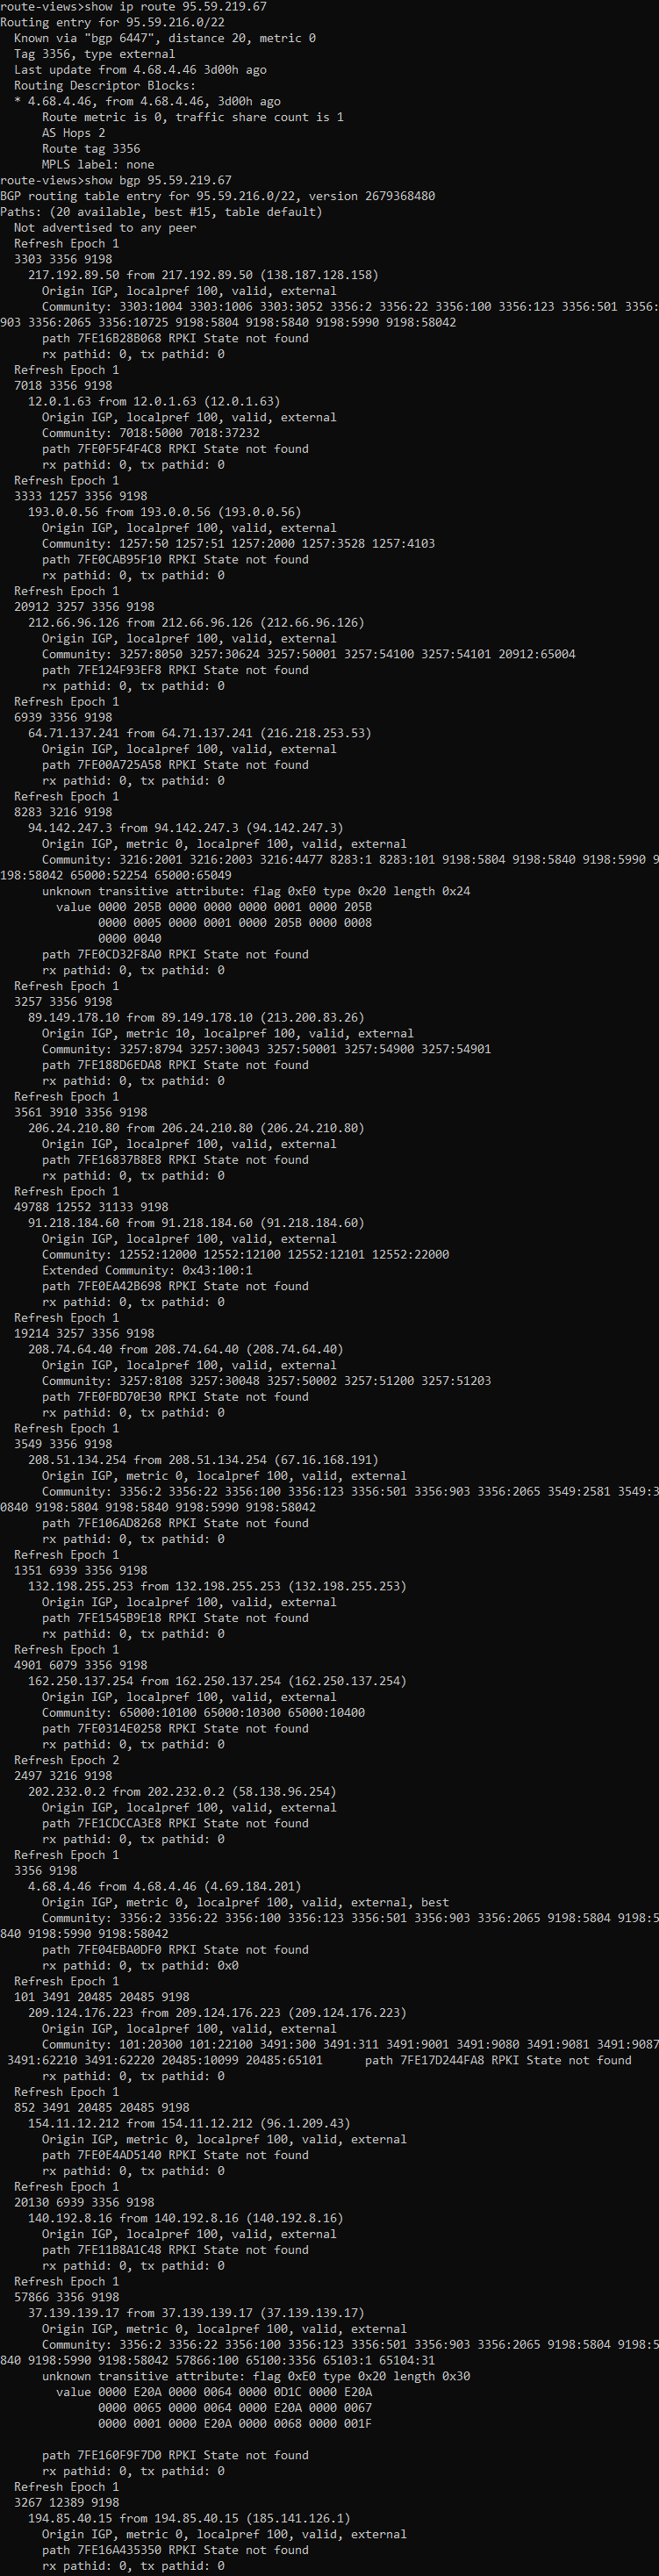 route-views>show ip route 95.59.219.67
Routing entry for 95.59.216.0/22
  Known via "bgp 6447", distance 20, metric 0
  Tag 3356, type external
  Last update from 4.68.4.46 3d00h ago
  Routing Descriptor Blocks:
  * 4.68.4.46, from 4.68.4.46, 3d00h ago
      Route metric is 0, traffic share count is 1
      AS Hops 2
      Route tag 3356
      MPLS label: none
route-views>show bgp 95.59.219.67
BGP routing table entry for 95.59.216.0/22, version 2679368480
Paths: (20 available, best #15, table default)
  Not advertised to any peer
  Refresh Epoch 1
  3303 3356 9198
    217.192.89.50 from 217.192.89.50 (138.187.128.158)
      Origin IGP, localpref 100, valid, external
      Community: 3303:1004 3303:1006 3303:3052 3356:2 3356:22 3356:100 3356:123 3356:501 3356:
903 3356:2065 3356:10725 9198:5804 9198:5840 9198:5990 9198:58042
      path 7FE16B28B068 RPKI State not found
      rx pathid: 0, tx pathid: 0
  Refresh Epoch 1
  7018 3356 9198
    12.0.1.63 from 12.0.1.63 (12.0.1.63)
      Origin IGP, localpref 100, valid, external
      Community: 7018:5000 7018:37232
      path 7FE0F5F4F4C8 RPKI State not found
      rx pathid: 0, tx pathid: 0
  Refresh Epoch 1
  3333 1257 3356 9198
    193.0.0.56 from 193.0.0.56 (193.0.0.56)
      Origin IGP, localpref 100, valid, external
      Community: 1257:50 1257:51 1257:2000 1257:3528 1257:4103
      path 7FE0CAB95F10 RPKI State not found
      rx pathid: 0, tx pathid: 0
  Refresh Epoch 1
  20912 3257 3356 9198
    212.66.96.126 from 212.66.96.126 (212.66.96.126)
      Origin IGP, localpref 100, valid, external
      Community: 3257:8050 3257:30624 3257:50001 3257:54100 3257:54101 20912:65004
      path 7FE124F93EF8 RPKI State not found
      rx pathid: 0, tx pathid: 0
  Refresh Epoch 1
  6939 3356 9198
    64.71.137.241 from 64.71.137.241 (216.218.253.53)
      Origin IGP, localpref 100, valid, external
      path 7FE00A725A58 RPKI State not found
      rx pathid: 0, tx pathid: 0
  Refresh Epoch 1
  8283 3216 9198
    94.142.247.3 from 94.142.247.3 (94.142.247.3)
      Origin IGP, metric 0, localpref 100, valid, external
      Community: 3216:2001 3216:2003 3216:4477 8283:1 8283:101 9198:5804 9198:5840 9198:5990 9
198:58042 65000:52254 65000:65049
      unknown transitive attribute: flag 0xE0 type 0x20 length 0x24
        value 0000 205B 0000 0000 0000 0001 0000 205B
              0000 0005 0000 0001 0000 205B 0000 0008
              0000 0040
      path 7FE0CD32F8A0 RPKI State not found
      rx pathid: 0, tx pathid: 0
  Refresh Epoch 1
  3257 3356 9198
    89.149.178.10 from 89.149.178.10 (213.200.83.26)
      Origin IGP, metric 10, localpref 100, valid, external
      Community: 3257:8794 3257:30043 3257:50001 3257:54900 3257:54901
      path 7FE188D6EDA8 RPKI State not found
      rx pathid: 0, tx pathid: 0
  Refresh Epoch 1
  3561 3910 3356 9198
    206.24.210.80 from 206.24.210.80 (206.24.210.80)
      Origin IGP, localpref 100, valid, external
      path 7FE16837B8E8 RPKI State not found
      rx pathid: 0, tx pathid: 0
  Refresh Epoch 1
  49788 12552 31133 9198
    91.218.184.60 from 91.218.184.60 (91.218.184.60)
      Origin IGP, localpref 100, valid, external
      Community: 12552:12000 12552:12100 12552:12101 12552:22000
      Extended Community: 0x43:100:1
      path 7FE0EA42B698 RPKI State not found
      rx pathid: 0, tx pathid: 0
  Refresh Epoch 1
  19214 3257 3356 9198
    208.74.64.40 from 208.74.64.40 (208.74.64.40)
      Origin IGP, localpref 100, valid, external
      Community: 3257:8108 3257:30048 3257:50002 3257:51200 3257:51203
      path 7FE0FBD70E30 RPKI State not found
      rx pathid: 0, tx pathid: 0
  Refresh Epoch 1
  3549 3356 9198
    208.51.134.254 from 208.51.134.254 (67.16.168.191)
      Origin IGP, metric 0, localpref 100, valid, external
      Community: 3356:2 3356:22 3356:100 3356:123 3356:501 3356:903 3356:2065 3549:2581 3549:3
0840 9198:5804 9198:5840 9198:5990 9198:58042
      path 7FE106AD8268 RPKI State not found
      rx pathid: 0, tx pathid: 0
  Refresh Epoch 1
  1351 6939 3356 9198
    132.198.255.253 from 132.198.255.253 (132.198.255.253)
      Origin IGP, localpref 100, valid, external
      path 7FE1545B9E18 RPKI State not found
      rx pathid: 0, tx pathid: 0
  Refresh Epoch 1
  4901 6079 3356 9198
    162.250.137.254 from 162.250.137.254 (162.250.137.254)
      Origin IGP, localpref 100, valid, external
      Community: 65000:10100 65000:10300 65000:10400
      path 7FE0314E0258 RPKI State not found
      rx pathid: 0, tx pathid: 0
  Refresh Epoch 2
  2497 3216 9198
    202.232.0.2 from 202.232.0.2 (58.138.96.254)
      Origin IGP, localpref 100, valid, external
      path 7FE1CDCCA3E8 RPKI State not found
      rx pathid: 0, tx pathid: 0
  Refresh Epoch 1
  3356 9198
    4.68.4.46 from 4.68.4.46 (4.69.184.201)
      Origin IGP, metric 0, localpref 100, valid, external, best
      Community: 3356:2 3356:22 3356:100 3356:123 3356:501 3356:903 3356:2065 9198:5804 9198:5
840 9198:5990 9198:58042
      path 7FE04EBA0DF0 RPKI State not found
      rx pathid: 0, tx pathid: 0x0
  Refresh Epoch 1
  101 3491 20485 20485 9198
    209.124.176.223 from 209.124.176.223 (209.124.176.223)
      Origin IGP, localpref 100, valid, external
      Community: 101:20300 101:22100 3491:300 3491:311 3491:9001 3491:9080 3491:9081 3491:9087
 3491:62210 3491:62220 20485:10099 20485:65101      path 7FE17D244FA8 RPKI State not found
      rx pathid: 0, tx pathid: 0
  Refresh Epoch 1
  852 3491 20485 20485 9198
    154.11.12.212 from 154.11.12.212 (96.1.209.43)
      Origin IGP, metric 0, localpref 100, valid, external
      path 7FE0E4AD5140 RPKI State not found
      rx pathid: 0, tx pathid: 0
  Refresh Epoch 1
  20130 6939 3356 9198
    140.192.8.16 from 140.192.8.16 (140.192.8.16)
      Origin IGP, localpref 100, valid, external
      path 7FE11B8A1C48 RPKI State not found
      rx pathid: 0, tx pathid: 0
  Refresh Epoch 1
  57866 3356 9198
    37.139.139.17 from 37.139.139.17 (37.139.139.17)
      Origin IGP, metric 0, localpref 100, valid, external
      Community: 3356:2 3356:22 3356:100 3356:123 3356:501 3356:903 3356:2065 9198:5804 9198:5
840 9198:5990 9198:58042 57866:100 65100:3356 65103:1 65104:31
      unknown transitive attribute: flag 0xE0 type 0x20 length 0x30
        value 0000 E20A 0000 0064 0000 0D1C 0000 E20A
              0000 0065 0000 0064 0000 E20A 0000 0067
              0000 0001 0000 E20A 0000 0068 0000 001F

      path 7FE160F9F7D0 RPKI State not found
      rx pathid: 0, tx pathid: 0
  Refresh Epoch 1
  3267 12389 9198
    194.85.40.15 from 194.85.40.15 (185.141.126.1)
      Origin IGP, metric 0, localpref 100, valid, external
      path 7FE16A435350 RPKI State not found
      rx pathid: 0, tx pathid: 0